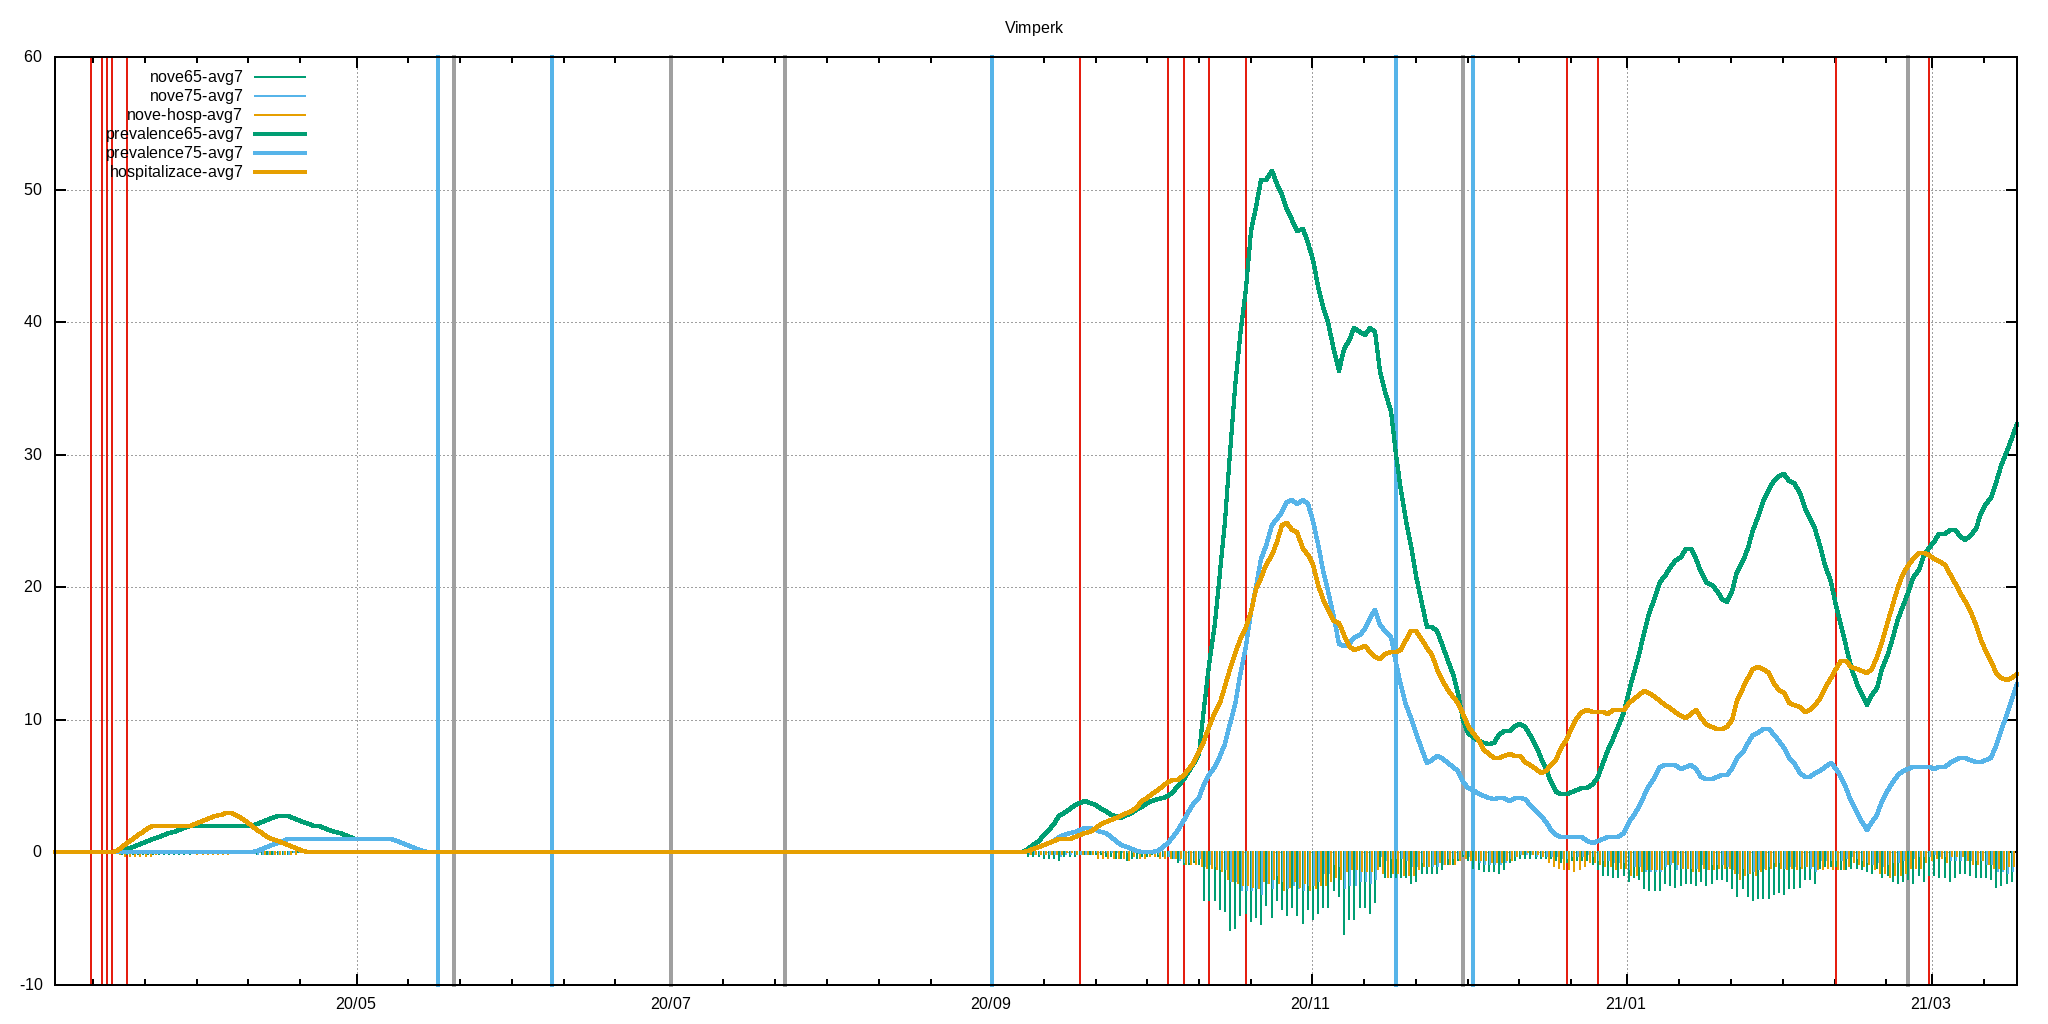 Vimperk
60
nove65-avg7
nove75-avg7
nove-hosp-avg7
prevalence65-avg7
prevalence75-avg7
hospitalizace-avg7
50
40
30
20
10
0
-10
20/05 20/07 20/09 20/11 21/01 21/03